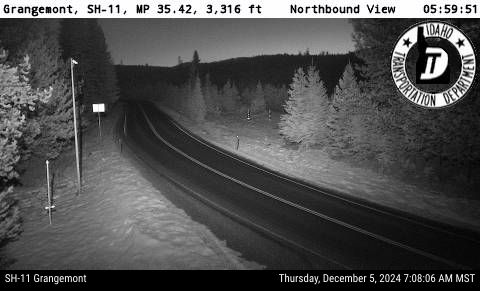 Grangemont, SH-11, MP 35.42, 3,316 ft Northbound View 05:59:51
IDAHO
TRANSPORTATION DEPARTMENT
SH-11 Grangemont Thursday, December 5, 2024 7:08:06 AM MST